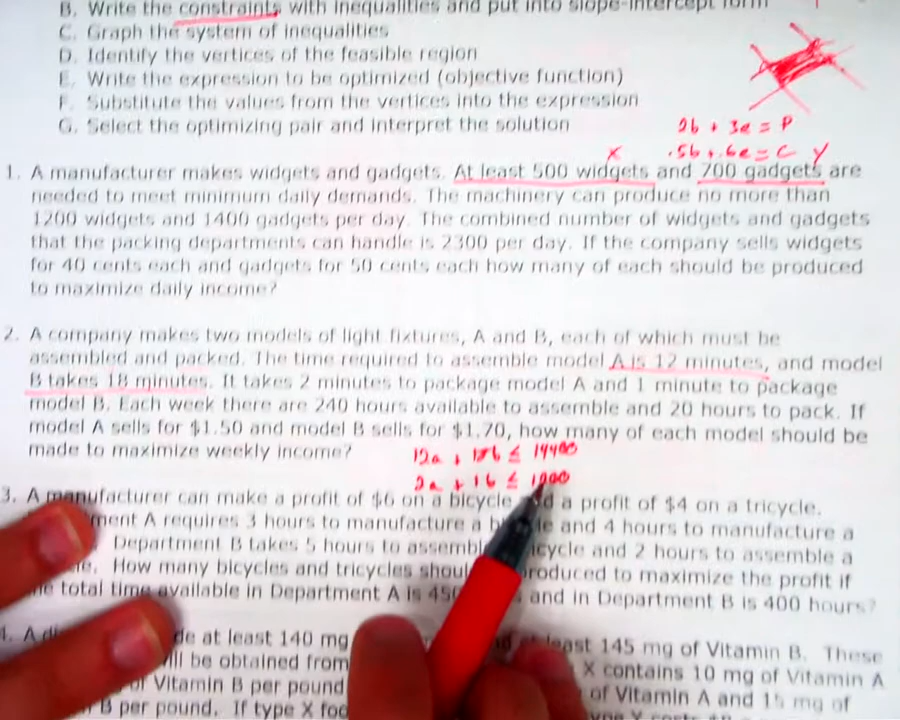 B. Write the constraints with inequalities and put into slope-intercept form
C. Graph the system of inequalities
D. Identify the vertices of the feasible region
E. Write the expression to be optimized (objective function)
F. Substitute the values from the vertices into the expression
G. Select the optimizing pair and interpret the solution
2b + 3e = P
x .5b + .6e = C y
1. A manufacturer makes widgets and gadgets. At least 500 widgets and 700 gadgets are
needed to meet minimum daily demands. The machinery can produce no more than
1200 widgets and 1400 gadgets per day. The combined number of widgets and gadgets
that the packing departments can handle is 2300 per day. If the company sells widgets
for 40 cents each and gadgets for 50 cents each how many of each should be produced
to maximize daily income?
2. A company makes two models of light fixtures, A and B, each of which must be
assembled and packed. The time required to assemble model A is 12 minutes, and model
B takes 18 minutes. It takes 2 minutes to package model A and 1 minute to package
model B. Each week there are 240 hours available to assemble and 20 hours to pack. If
model A sells for $1.50 and model B sells for $1.70, how many of each model should be
made to maximize weekly income?
12a + 18b ≤ 14400
2a + 1b ≤ 1200
3. A manufacturer can make a profit of $6 on a bicycle and a profit of $4 on a tricycle.
A requires 3 hours to manufacture a and 4 hours to manufacture a
Department B takes 5 hours to and 2 hours to assemble a
How many bicycles and tricycles to maximize the profit if
total time available in Department A is and in Department B is 400 hours?
4. at least 140 mg least 145 mg of Vitamin B. These
be obtained from X contains 10 mg of Vitamin A
Vitamin B per pound of Vitamin A and 15 mg of
B per pound. If type X